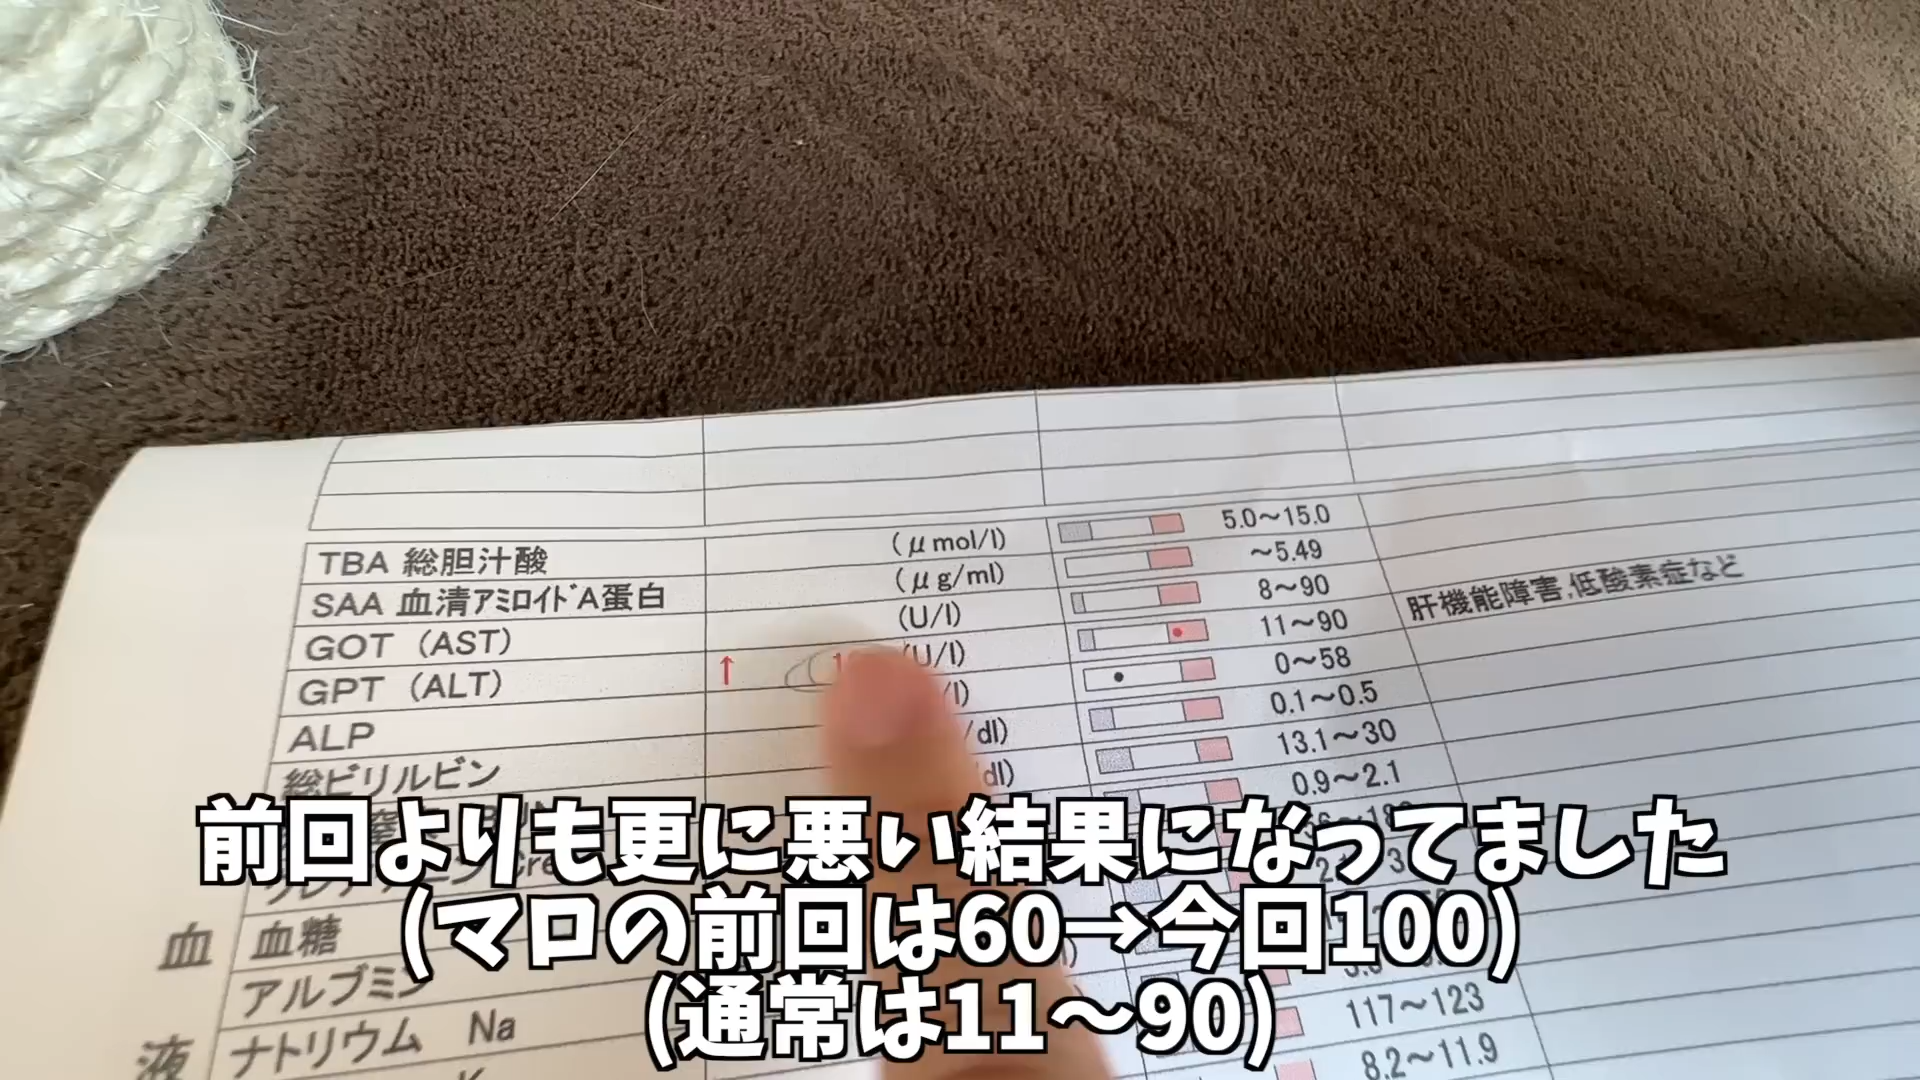 TBA 総胆汁酸 (μmol/l) 5.0～15.0
SAA 血清アミロイドA蛋白 (μg/ml) ～5.49
GOT (AST) (U/l) 8～90
GPT (ALT) ↑ (U/l) 11～90 肝機能障害,低酸素症など
ALP 0～58
総ビリルビン /dl) 0.1～0.5
13.1～30
0.9～2.1
血糖
アルブミン
ナトリウム Na 117～123
8.2～11.9
血
液
前回よりも更に悪い結果になってました
(マロの前回は60→今回100)
(通常は11～90)